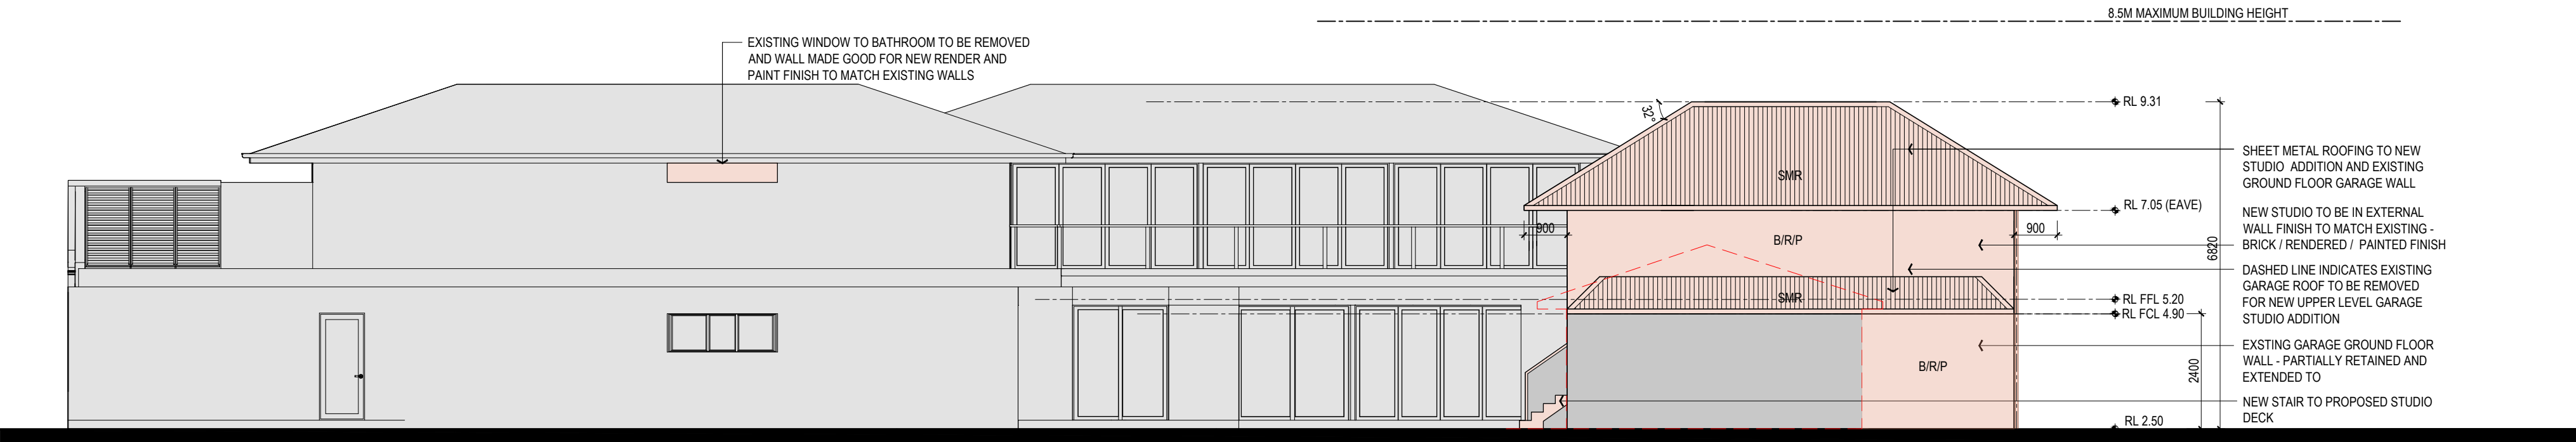 8.5M MAXIMUM BUILDING HEIGHT
EXISTING WINDOW TO BATHROOM TO BE REMOVED
AND WALL MADE GOOD FOR NEW RENDER AND
PAINT FINISH TO MATCH EXISTING WALLS
32°
RL 9.31
SMR
SHEET METAL ROOFING TO NEW
STUDIO ADDITION AND EXISTING
GROUND FLOOR GARAGE WALL
RL 7.05 (EAVE)
900
900
B/R/P
6820
NEW STUDIO TO BE IN EXTERNAL
WALL FINISH TO MATCH EXISTING -
BRICK / RENDERED / PAINTED FINISH
DASHED LINE INDICATES EXISTING
GARAGE ROOF TO BE REMOVED
FOR NEW UPPER LEVEL GARAGE
STUDIO ADDITION
SMR
RL FFL 5.20
RL FCL 4.90
EXSTING GARAGE GROUND FLOOR
WALL - PARTIALLY RETAINED AND
EXTENDED TO
B/R/P
2400
NEW STAIR TO PROPOSED STUDIO
DECK
RL 2.50